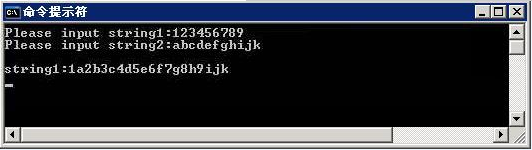 命令提示符
Please input string1:123456789
Please input string2:abcdefghijk
string1:1a2b3c4d5e6f7g8h9ijk